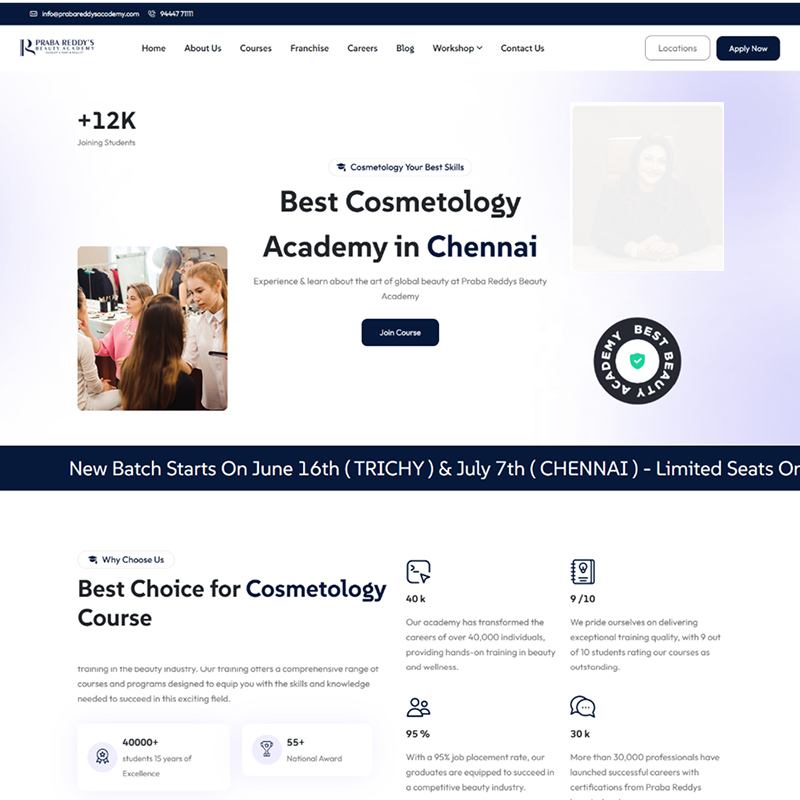 info@prabareddysacademy.com 94447 71111
PRABA REDDY'S
BEAUTY ACADEMY
Home About Us Courses Franchise Careers Blog Workshop Contact Us Locations Apply Now
+12K
Joining Students
Cosmetology Your Best Skills
Best Cosmetology
Academy in Chennai
Experience & learn about the art of global beauty at Praba Reddys Beauty
Academy
Join Course
BEST BEAUTY ACADEMY
New Batch Starts On June 16th ( TRICHY ) & July 7th ( CHENNAI ) - Limited Seats On
Why Choose Us
Best Choice for Cosmetology
Course
training in the beauty industry. Our training offers a comprehensive range of
courses and programs designed to equip you with the skills and knowledge
needed to succeed in this exciting field.
40000+
students 15 years of
Excellence
55+
National Award
40 k
Our academy has transformed the
careers of over 40,000 individuals,
providing hands-on training in beauty
and wellness.
9 /10
We pride ourselves on delivering
exceptional training quality, with 9 out
of 10 students rating our courses as
outstanding.
95 %
With a 95% job placement rate, our
graduates are equipped to succeed in
a competitive beauty industry.
30 k
More than 30,000 professionals have
launched successful careers with
certifications from Praba Reddys